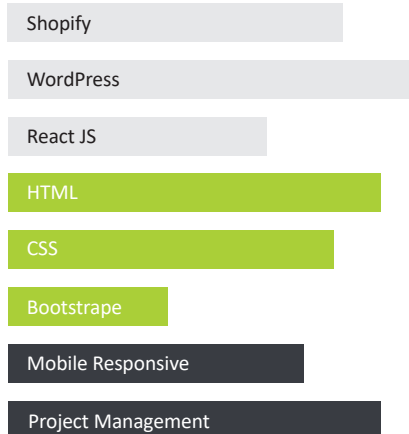 Shopify
WordPress
React JS
HTML
CSS
Bootstrape
Mobile Responsive
Project Management